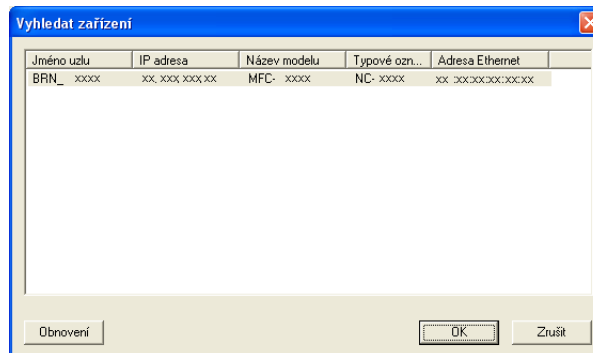 Vyhledat zařízení
Jméno uzlu IP adresa Název modelu Typové ozn... Adresa Ethernet
BRN_ xxxx xx. xxx, xxx, xx MFC- xxxx NC- xxxx xx :xx:xx:xx:xx:xx
Obnovení OK Zrušit